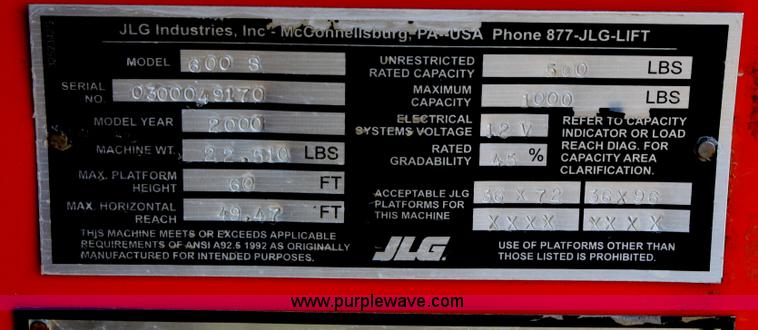 JLG Industries, Inc - McConnellsburg, PA-USA Phone 877-JLG-LIFT
MODEL 600 S
SERIAL NO. 0300049170
MODEL YEAR 2000
MACHINE WT. 22,610 LBS
MAX. PLATFORM HEIGHT 60 FT
MAX. HORIZONTAL REACH 49.47 FT
THIS MACHINE MEETS OR EXCEEDS APPLICABLE
REQUIREMENTS OF ANSI A92.5 1992 AS ORIGINALLY
MANUFACTURED FOR INTENDED PURPOSES.
UNRESTRICTED
RATED CAPACITY 500 LBS
MAXIMUM
CAPACITY 1000 LBS
ELECTRICAL
SYSTEMS VOLTAGE 12 V
RATED
GRADABILITY 45 %
REFER TO CAPACITY
INDICATOR OR LOAD
REACH DIAG. FOR
CAPACITY AREA
CLARIFICATION.
ACCEPTABLE JLG
PLATFORMS FOR
THIS MACHINE
36 X 72 36X96
XXXX XXXX
JLG.
USE OF PLATFORMS OTHER THAN
THOSE LISTED IS PROHIBITED.
www.purplewave.com